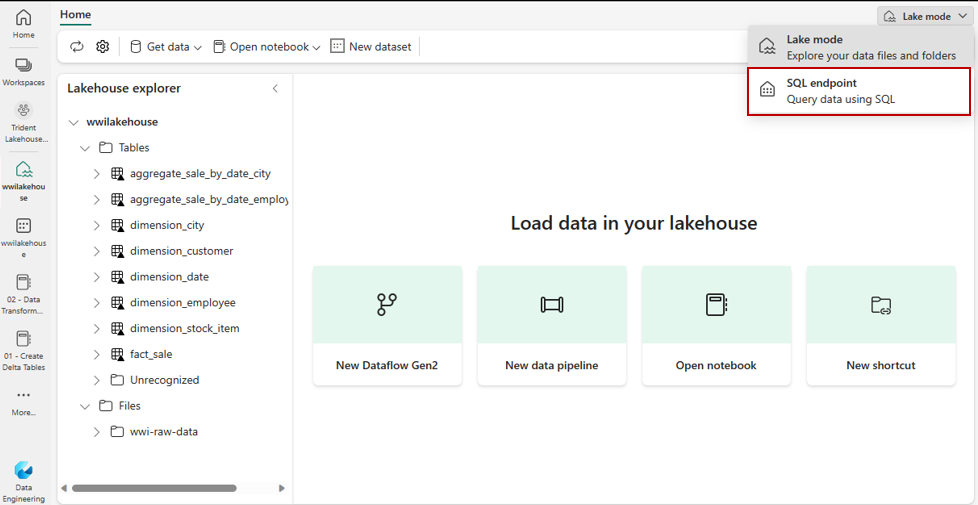 Home
Workspaces
Trident
Lakehouse...
wwilakehou
se
wwilakehous
e
02 - Data
Transform...
01 - Create
Delta Tables
More...
Data
Engineering
Home
Lake mode
Get data
Open notebook
New dataset
Lake mode
Explore your data files and folders
SQL endpoint
Query data using SQL
Lakehouse explorer
wwilakehouse
Tables
aggregate_sale_by_date_city
aggregate_sale_by_date_employ
dimension_city
dimension_customer
dimension_date
dimension_employee
dimension_stock_item
fact_sale
Unrecognized
Files
wwi-raw-data
Load data in your lakehouse
New Dataflow Gen2
New data pipeline
Open notebook
New shortcut